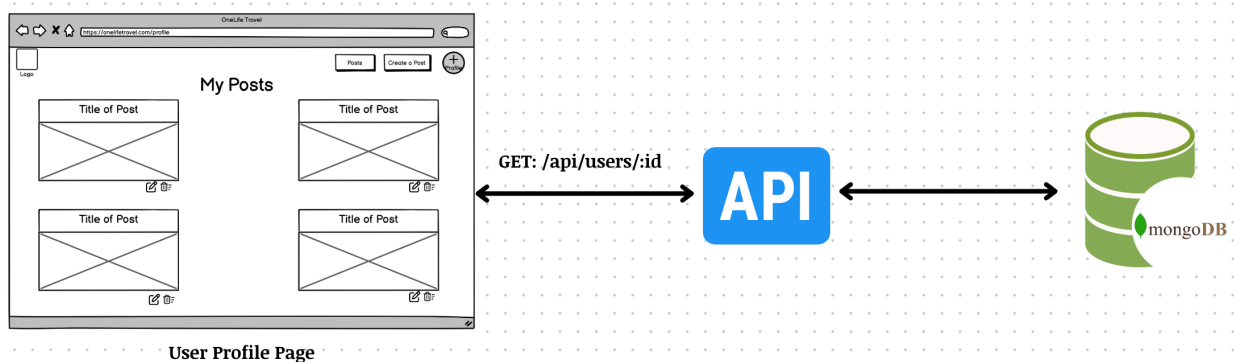 OneLife Travel
https://onelifetravel.com/profile
Logo
Posts
Create a Post
Profile
My Posts
Title of Post
Title of Post
Title of Post
Title of Post
User Profile Page
GET: /api/users/:id
API
mongoDB